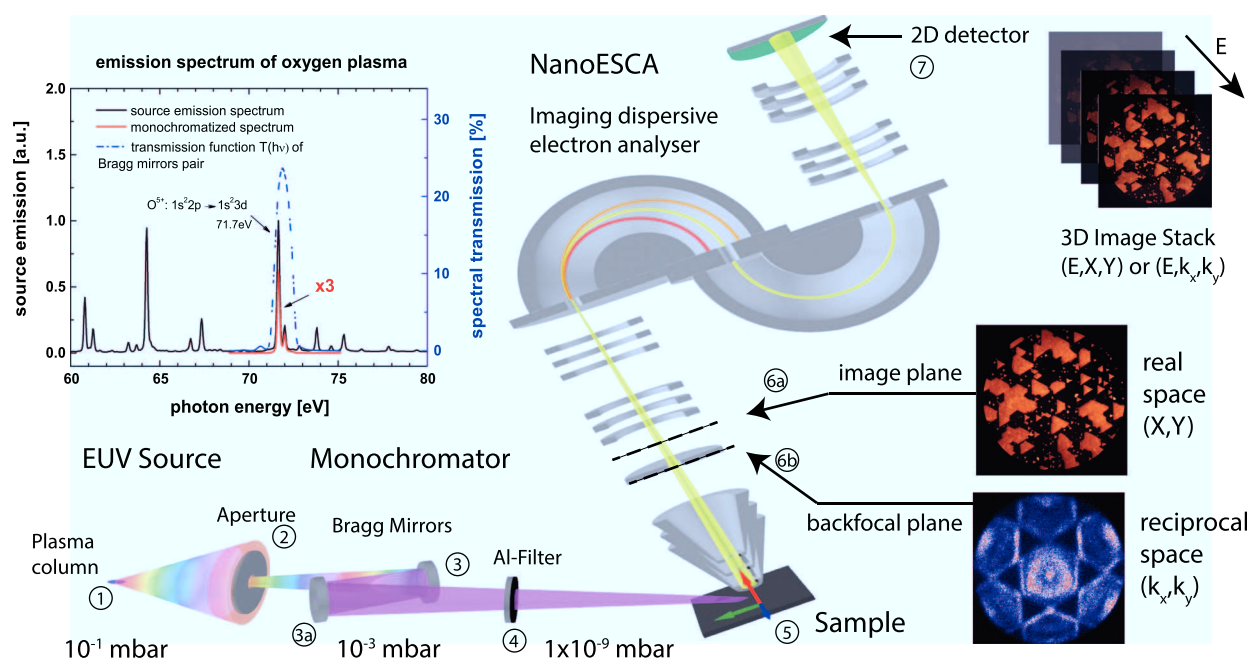 emission spectrum of oxygen plasma
2.0
1.5
1.0
0.5
0.0
source emission [a.u.]
source emission spectrum
monochromatized spectrum
transmission function T(hν) of
Bragg mirrors pair
O⁵⁺: 1s²2p → 1s²3d
71.7eV
x3
30
20
10
0
spectral transmission [%]
60 65 70 75 80
photon energy [eV]
NanoESCA
Imaging dispersive
electron analyser
2D detector
7
E
3D Image Stack
(E,X,Y) or (E,kₓ,k_y)
6a
image plane
real
space
(X,Y)
6b
backfocal plane
reciprocal
space
(kₓ,k_y)
EUV Source
Monochromator
Plasma
column
1
Aperture
2
Bragg Mirrors
3
3a
Al-Filter
4
5
Sample
10⁻¹ mbar
10⁻³ mbar
1x10⁻⁹ mbar